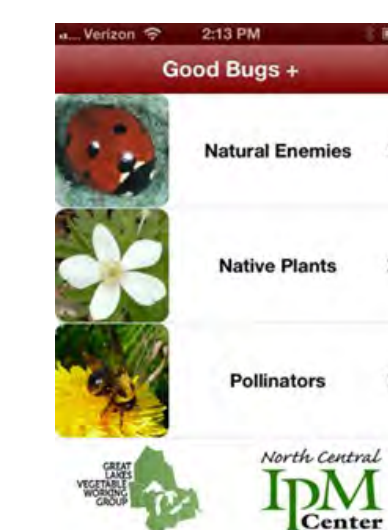 Verizon 2:13 PM
Good Bugs +
Natural Enemies
Native Plants
Pollinators
GREAT
LAKES
VEGETABLE
WORKING
GROUP
North Central
IPM
Center